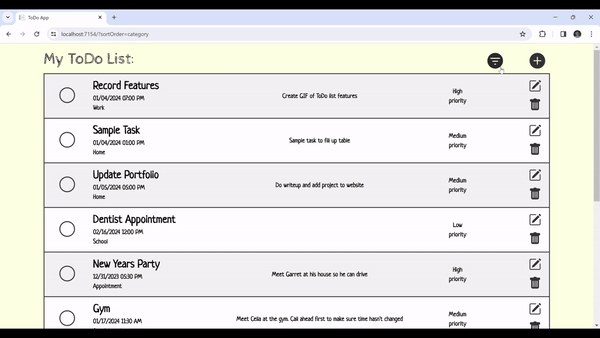 ToDo App
localhost:7154/?sortOrder=category
My ToDo List:
Record Features
01/04/2024 07:00 PM
Work
Create GIF of ToDo list features
High
priority
Sample Task
01/04/2024 01:00 PM
Home
Sample task to fill up table
Medium
priority
Update Portfolio
01/05/2024 05:00 PM
Home
Do writeup and add project to website
Medium
priority
Dentist Appointment
02/16/2024 12:00 PM
School
Low
priority
New Years Party
12/31/2023 05:30 PM
Appointment
Meet Garret at his house so he can drive
High
priority
Gym
01/17/2024 11:30 AM
Meet Celia at the gym. Call ahead first to make sure time hasn't changed
Medium
priority